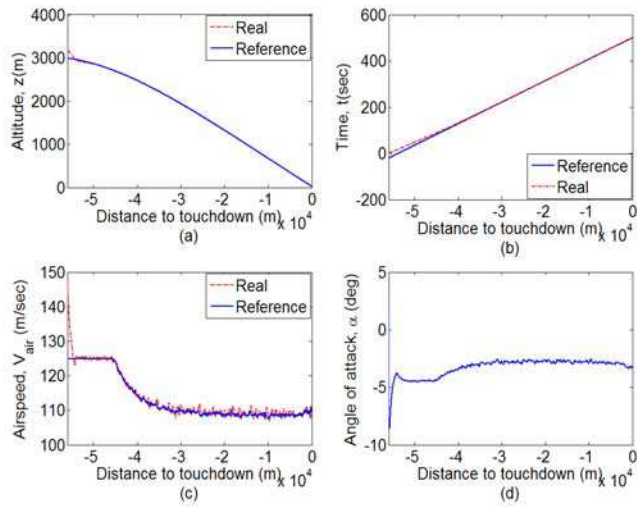 4000
3000
2000
1000
0
Altitude, z(m)
Real
Reference
-5 -4 -3 -2 -1 0
Distance to touchdown (m)
x 10^4
(a)
600
400
200
0
-200
Time, t(sec)
Reference
Real
-5 -4 -3 -2 -1 0
Distance to touchdown (m)
x 10^4
(b)
150
140
130
120
110
100
Airspeed, V_air (m/sec)
Real
Reference
-5 -4 -3 -2 -1 0
Distance to touchdown (m)
x 10^4
(c)
5
0
-5
-10
Angle of attack, α (deg)
-5 -4 -3 -2 -1 0
Distance to touchdown (m)
x 10^4
(d)